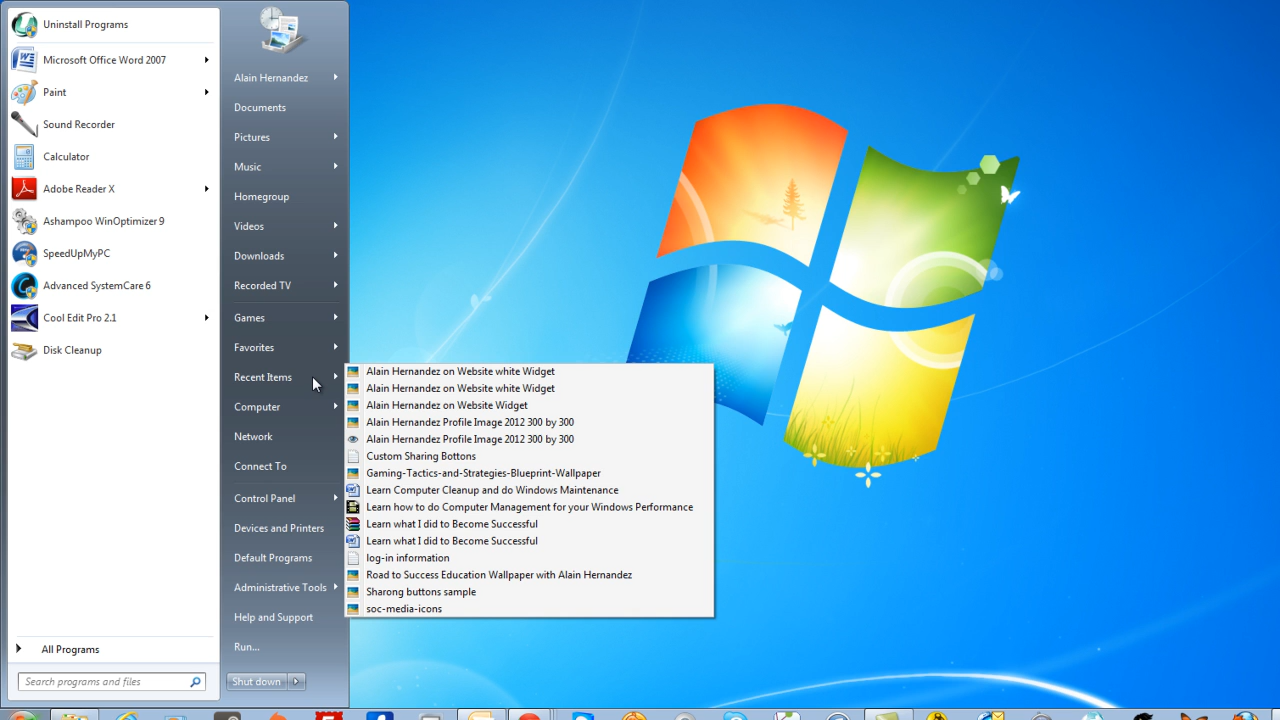 Uninstall Programs
Microsoft Office Word 2007
Paint
Sound Recorder
Calculator
Adobe Reader X
Ashampoo WinOptimizer 9
SpeedUpMyPC
Advanced SystemCare 6
Cool Edit Pro 2.1
Disk Cleanup
All Programs
Search programs and files
Alain Hernandez
Documents
Pictures
Music
Homegroup
Videos
Downloads
Recorded TV
Games
Favorites
Recent Items
Computer
Network
Connect To
Control Panel
Devices and Printers
Default Programs
Administrative Tools
Help and Support
Run...
Shut down
Alain Hernandez on Website white Widget
Alain Hernandez on Website white Widget
Alain Hernandez on Website Widget
Alain Hernandez Profile Image 2012 300 by 300
Alain Hernandez Profile Image 2012 300 by 300
Custom Sharing Bottons
Gaming-Tactics-and-Strategies-Blueprint-Wallpaper
Learn Computer Cleanup and do Windows Maintenance
Learn how to do Computer Management for your Windows Performance
Learn what I did to Become Successful
Learn what I did to Become Successful
log-in information
Road to Success Education Wallpaper with Alain Hernandez
Sharong buttons sample
soc-media-icons